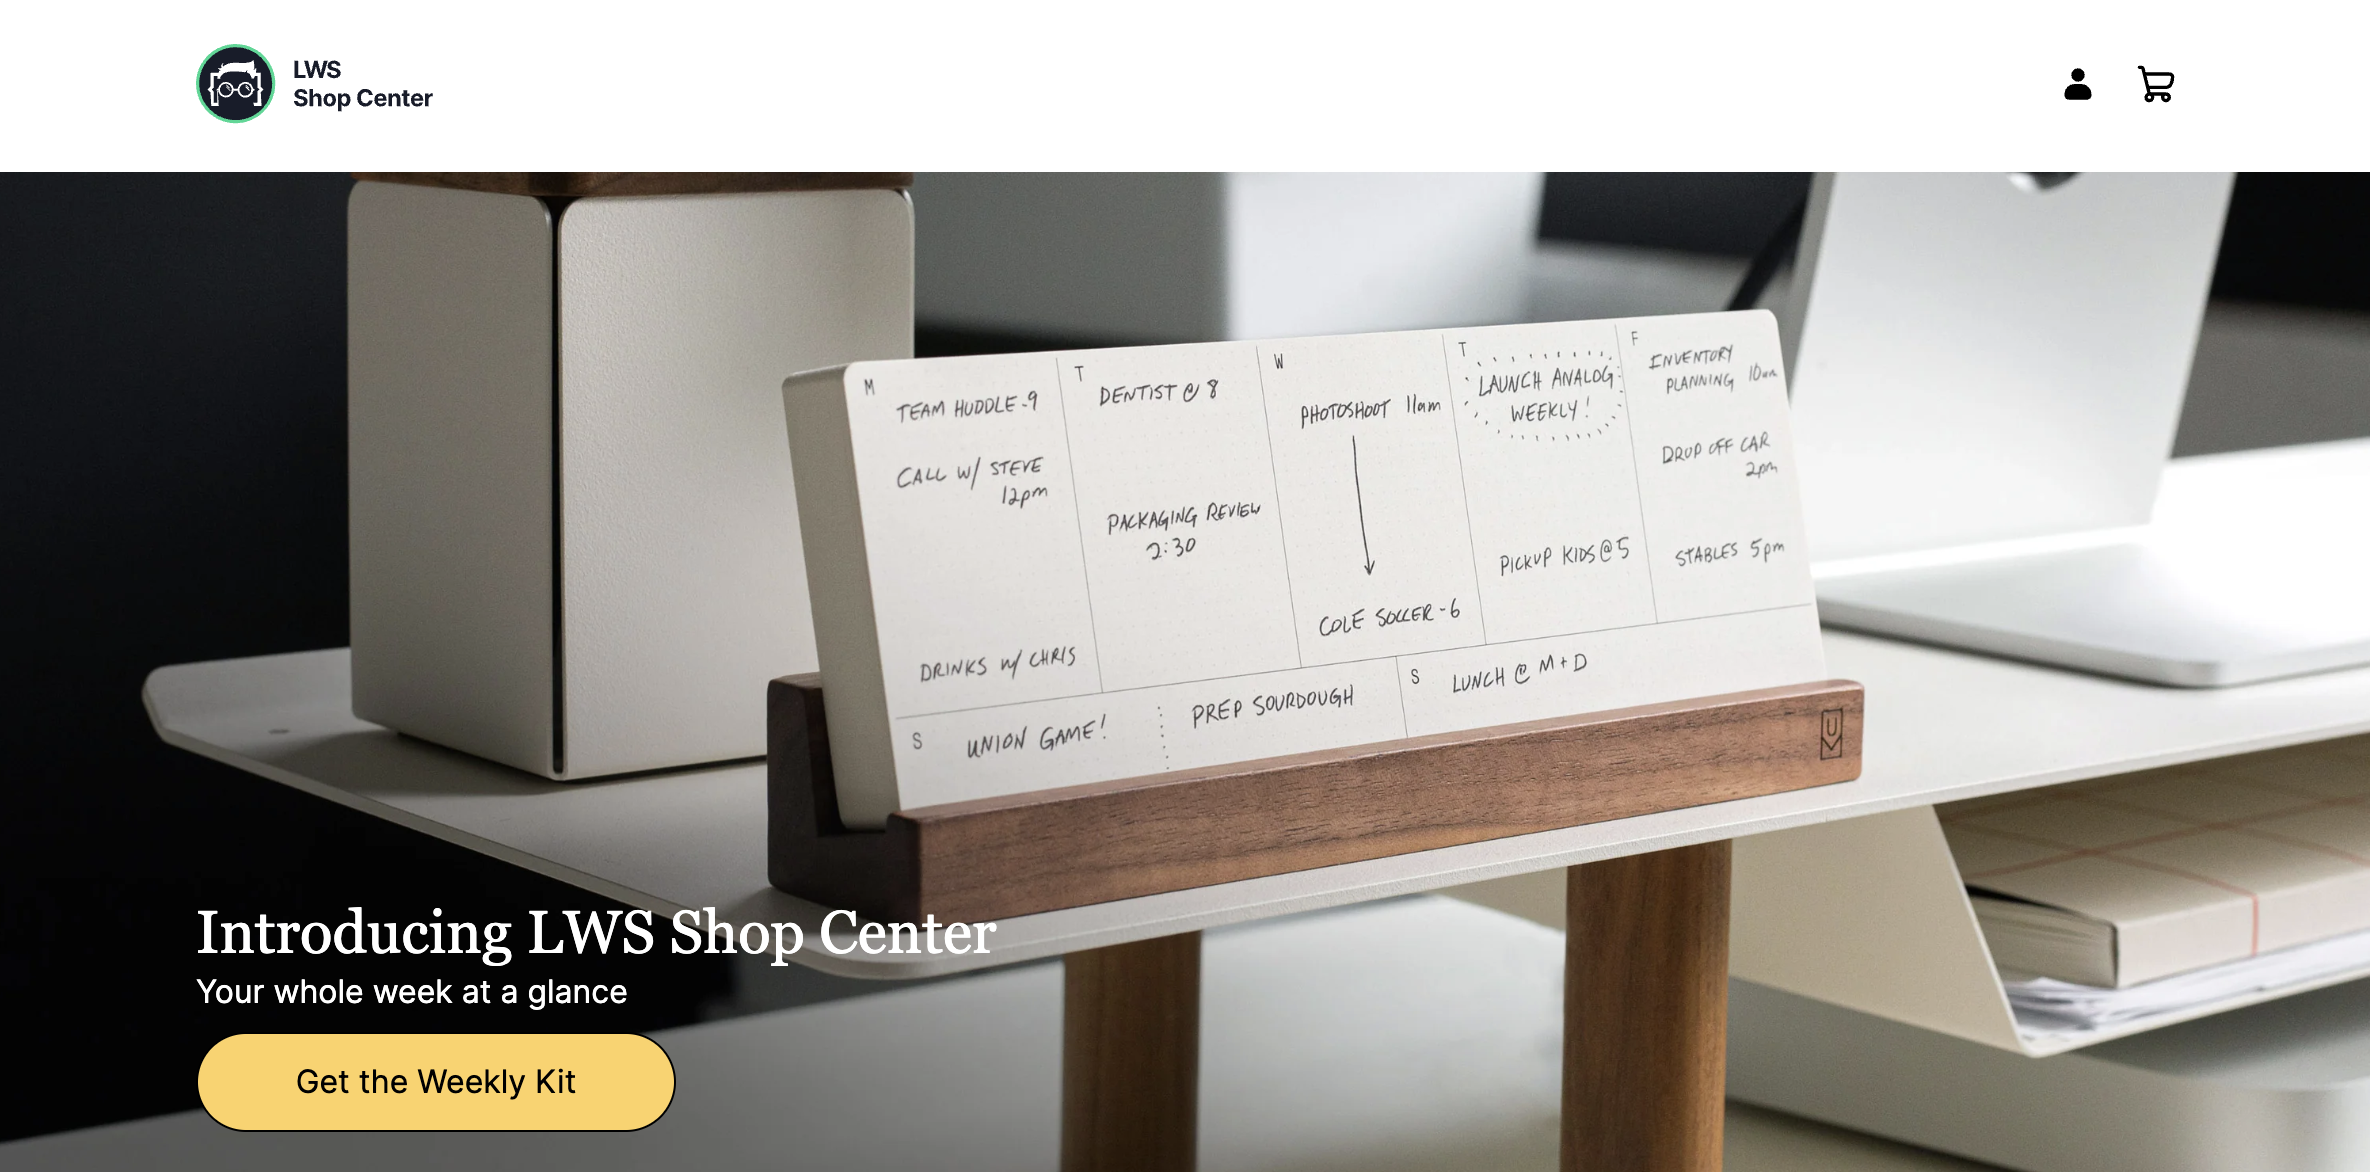 LWS
Shop Center
M
TEAM HUDDLE-9
CALL W/ STEVE
12pm
DRINKS W/ CHRIS
T
DENTIST @ 8
PACKAGING REVIEW
2:30
W
PHOTOSHOOT 11am
COLE SOCCER-6
T
LAUNCH ANALOG
WEEKLY!
PICKUP KIDS@5
F
INVENTORY
PLANNING 10am
DROP OFF CAR
2pm
STABLES 5pm
S
UNION GAME!
PREP SOURDOUGH
S
LUNCH @ M+D
Introducing LWS Shop Center
Your whole week at a glance
Get the Weekly Kit